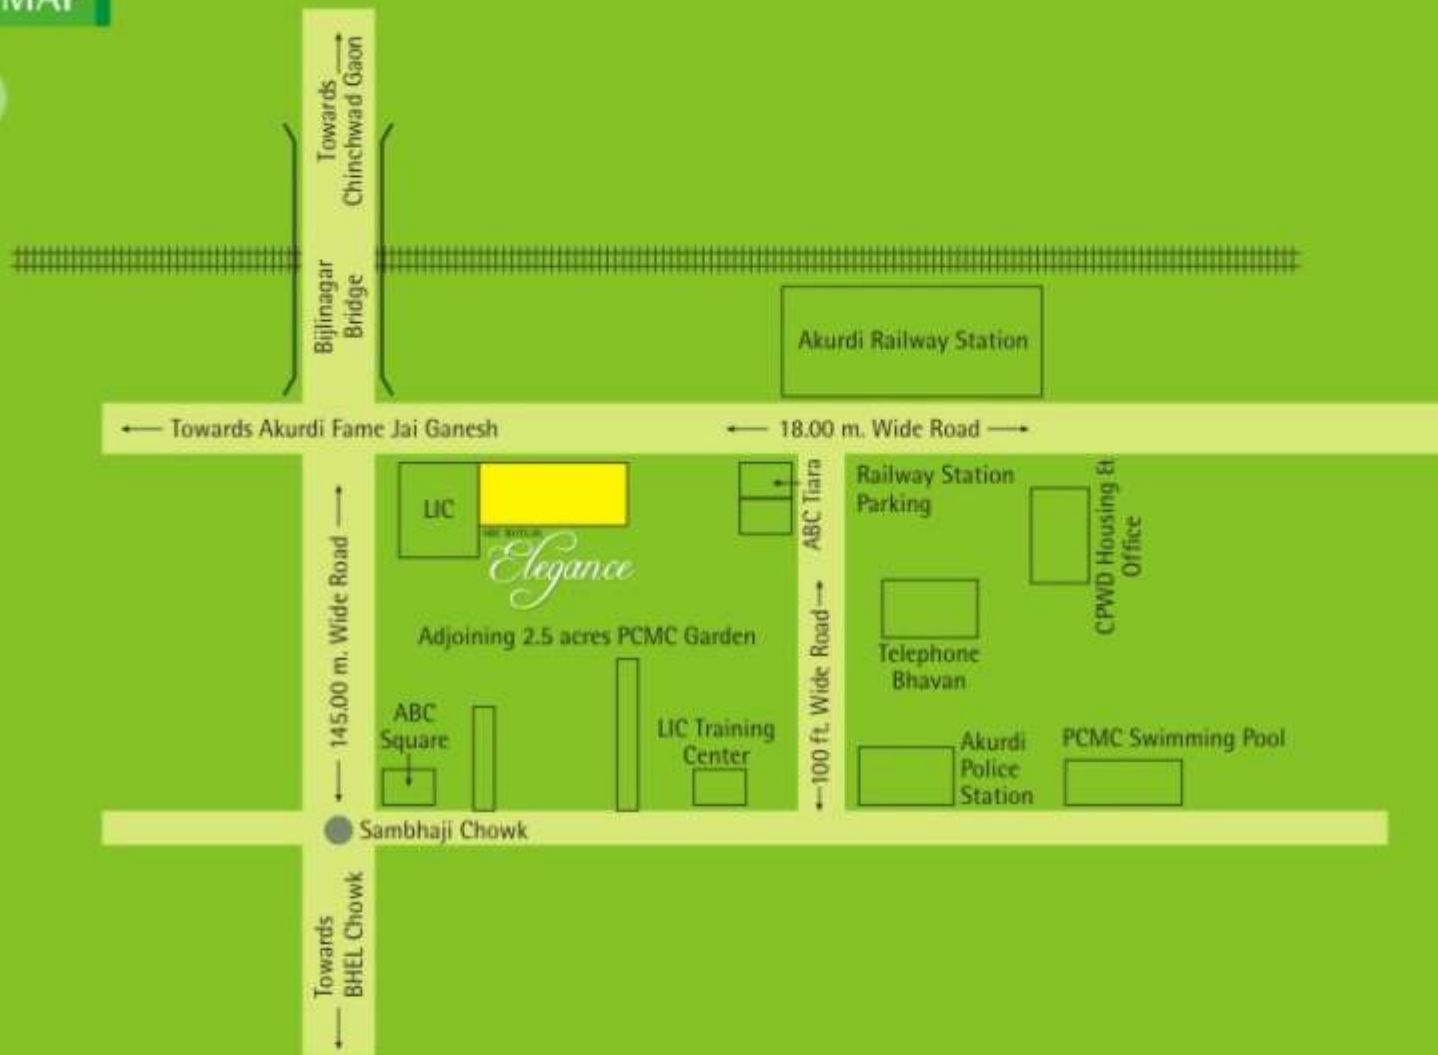 MAP
Towards
Chinchwad Gaon
Bijlinagar
Bridge
Akurdi Railway Station
Towards Akurdi Fame Jai Ganesh
18.00 m. Wide Road
LIC
Elegance
ABC Tiara
Railway Station
Parking
CPWD Housing &
Office
145.00 m. Wide Road
Adjoining 2.5 acres PCMC Garden
100 ft. Wide Road
Telephone
Bhavan
ABC
Square
LIC Training
Center
Akurdi
Police
Station
PCMC Swimming Pool
Sambhaji Chowk
Towards
BHEL Chowk